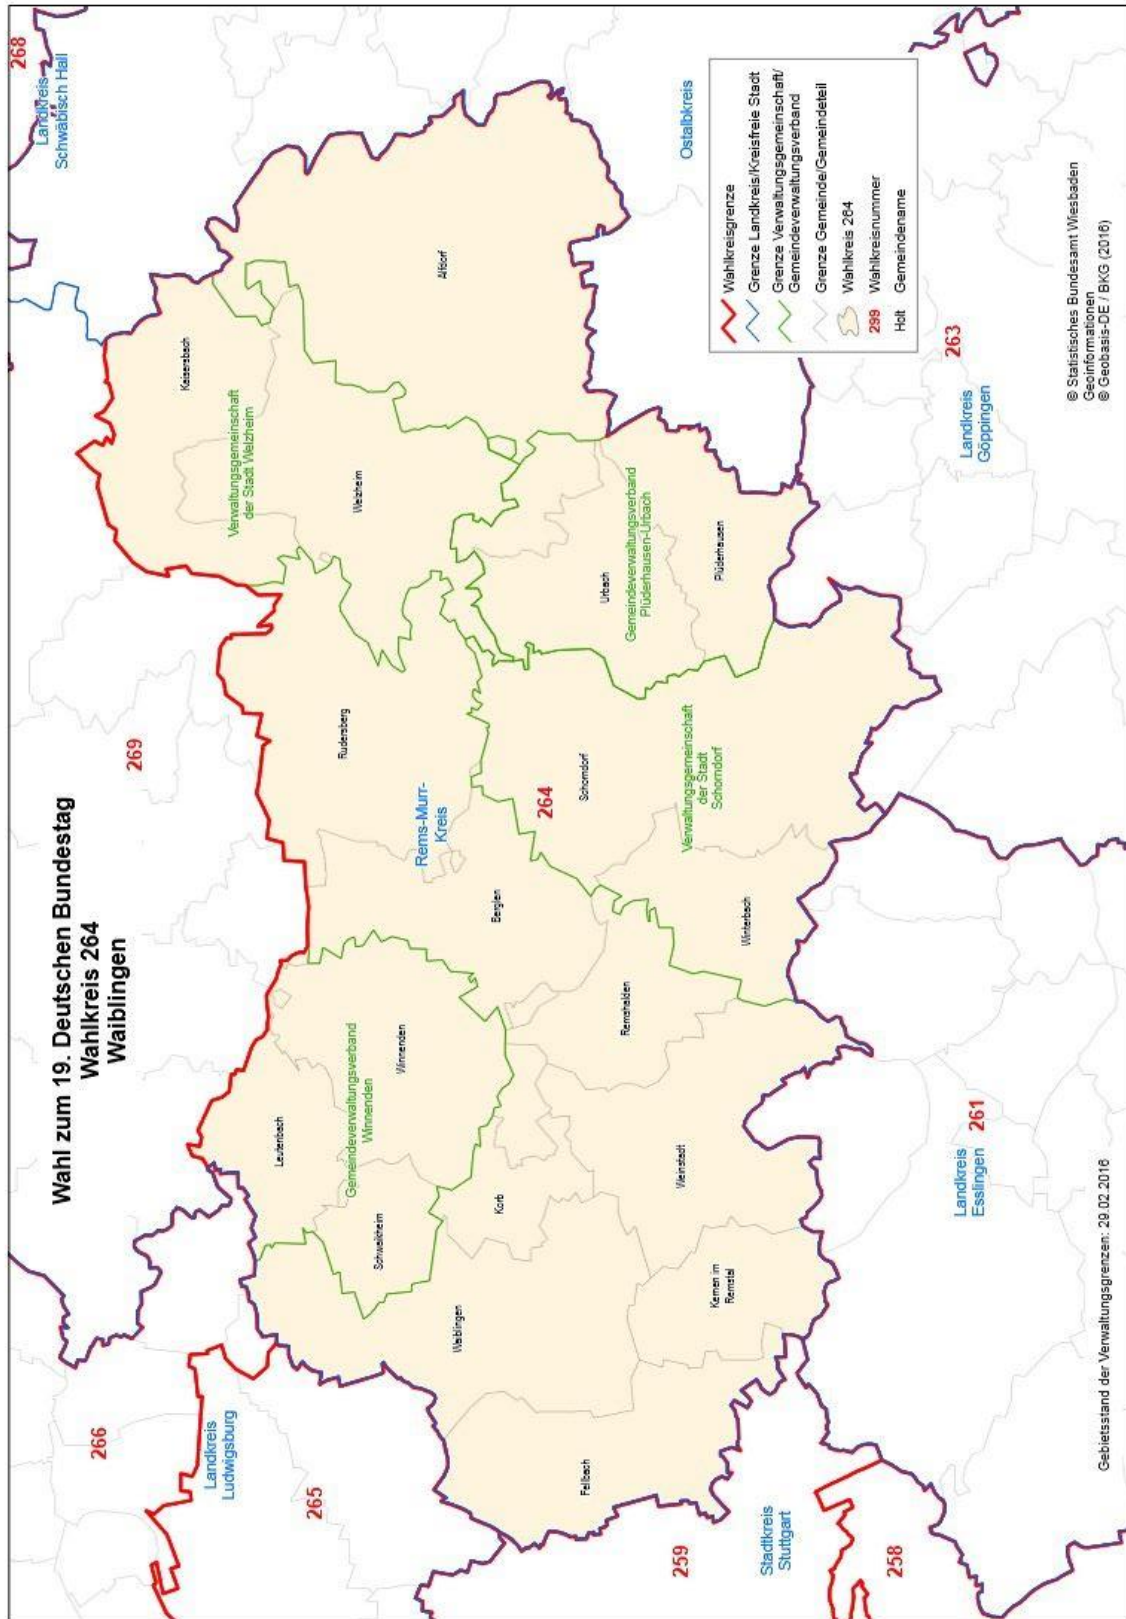 Wahl zum 19. Deutschen Bundestag
Wahlkreis 264
Waiblingen
268
Landkreis
Schwäbisch Hall
269
266
Landkreis
Ludwigsburg
265
259
Stadtkreis
Stuttgart
258
Landkreis
Esslingen
261
Landkreis
Göppingen
263
Ostalbkreis
Rems-Murr-
Kreis
264
Kaisersbach
Verwaltungsgemeinschaft
der Stadt Welzheim
Welzheim
Alfdorf
Rudersberg
Leutenbach
Gemeindeverwaltungsverband
Winnenden
Winnenden
Schwaikheim
Berglen
Korb
Waiblingen
Fellbach
Kernen im
Remstal
Weinstadt
Remshalden
Winterbach
Schorndorf
Verwaltungsgemeinschaft
der Stadt
Schorndorf
Urbach
Gemeindeverwaltungsverband
Plüderhausen-Urbach
Plüderhausen
Wahlkreisgrenze
Grenze Landkreis/Kreisfreie Stadt
Grenze Verwaltungsgemeinschaft/
Gemeindeverwaltungsverband
Grenze Gemeinde/Gemeindeteil
Wahlkreis 264
299 Wahlkreisnummer
Holt Gemeindename
Gebietsstand der Verwaltungsgrenzen: 29.02.2016
© Statistisches Bundesamt Wiesbaden
Geoinformationen
© Geobasis-DE / BKG (2016)